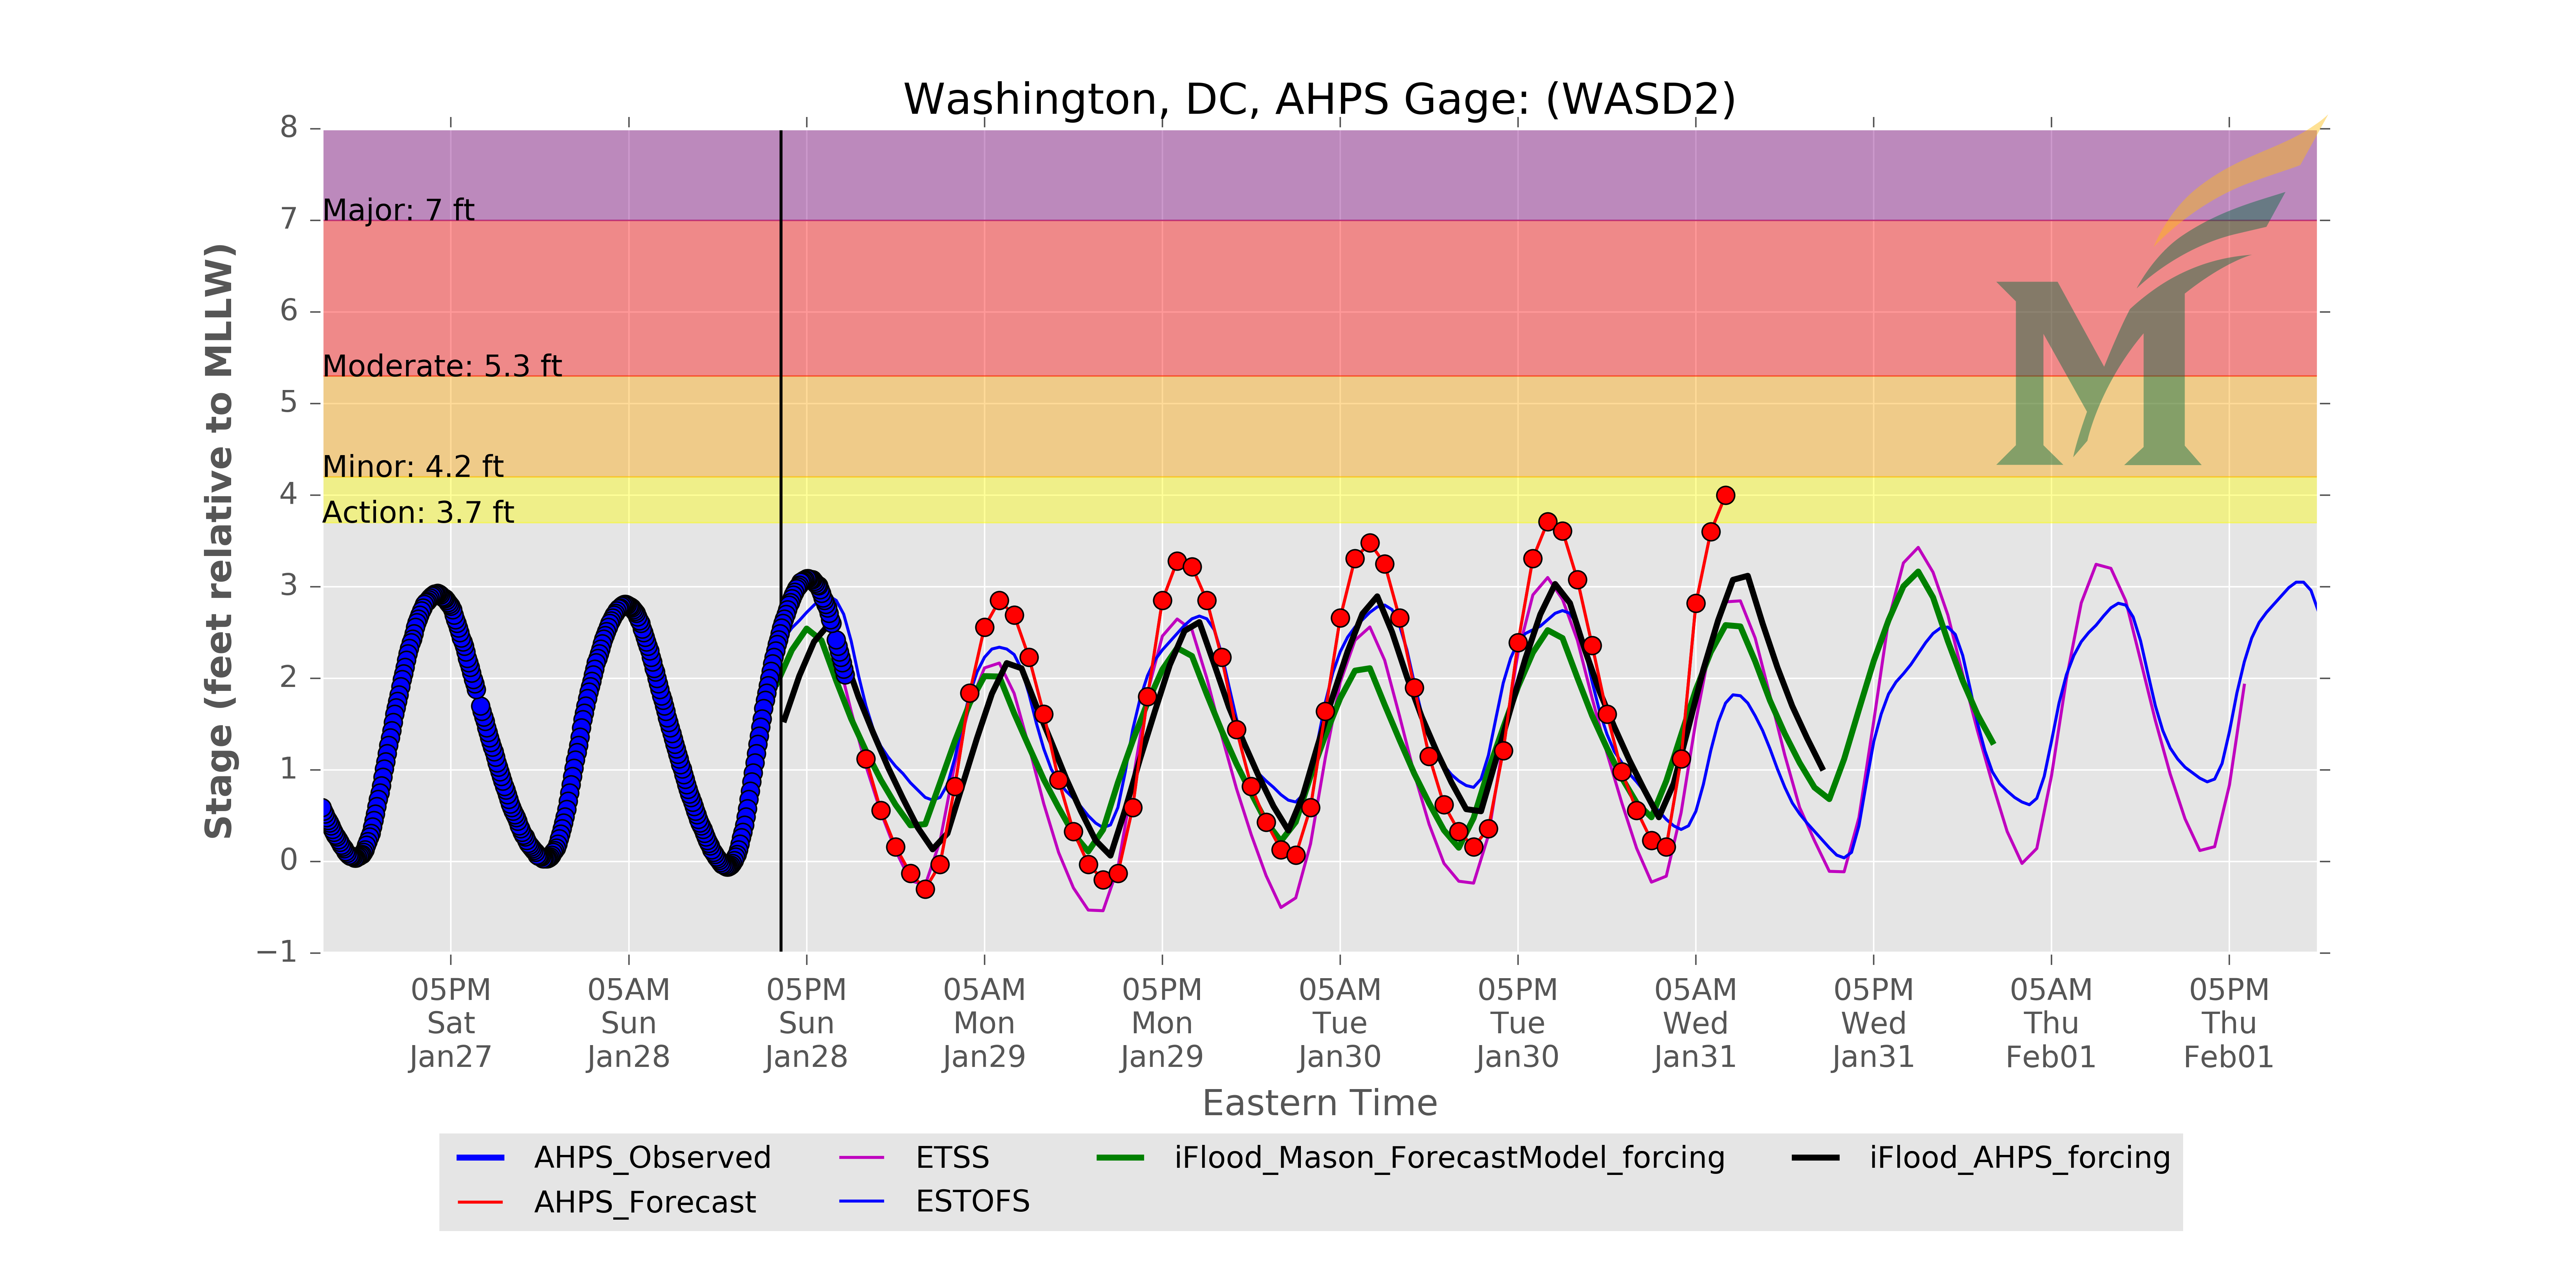 Washington, DC, AHPS Gage: (WASD2)
8
7
6
5
4
3
2
1
0
−1
Stage (feet relative to MLLW)
Major: 7 ft
Moderate: 5.3 ft
Minor: 4.2 ft
Action: 3.7 ft
M
05PM Sat Jan27
05AM Sun Jan28
05PM Sun Jan28
05AM Mon Jan29
05PM Mon Jan29
05AM Tue Jan30
05PM Tue Jan30
05AM Wed Jan31
05PM Wed Jan31
05AM Thu Feb01
05PM Thu Feb01
Eastern Time
AHPS_Observed
AHPS_Forecast
ETSS
ESTOFS
iFlood_Mason_ForecastModel_forcing
iFlood_AHPS_forcing